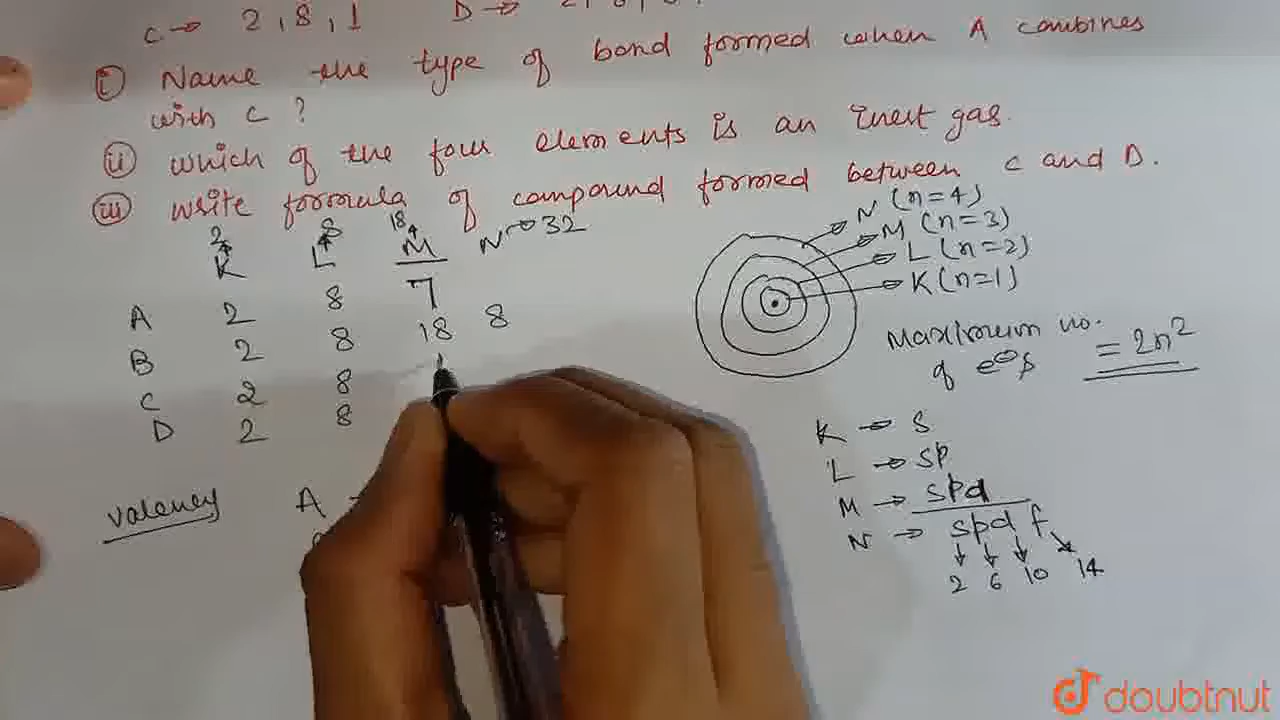 C → 2, 8, 1 D → 2, 8,
i) Name the type of bond formed when A combines
with C ?
ii) which of the four elements is an inert gas.
iii) write formula of compound formed between C and D.
2 8 18
K L M N → 32
A 2 8 7
B 2 8 18 8
C 2 8 1
D 2 8
valency A
N (n=4)
M (n=3)
L (n=2)
K (n=1)
Maximum no.
of e⊖s = 2n²
K → s
L → sp
M → spd
N → spdf
2 6 10 14
doubtnut